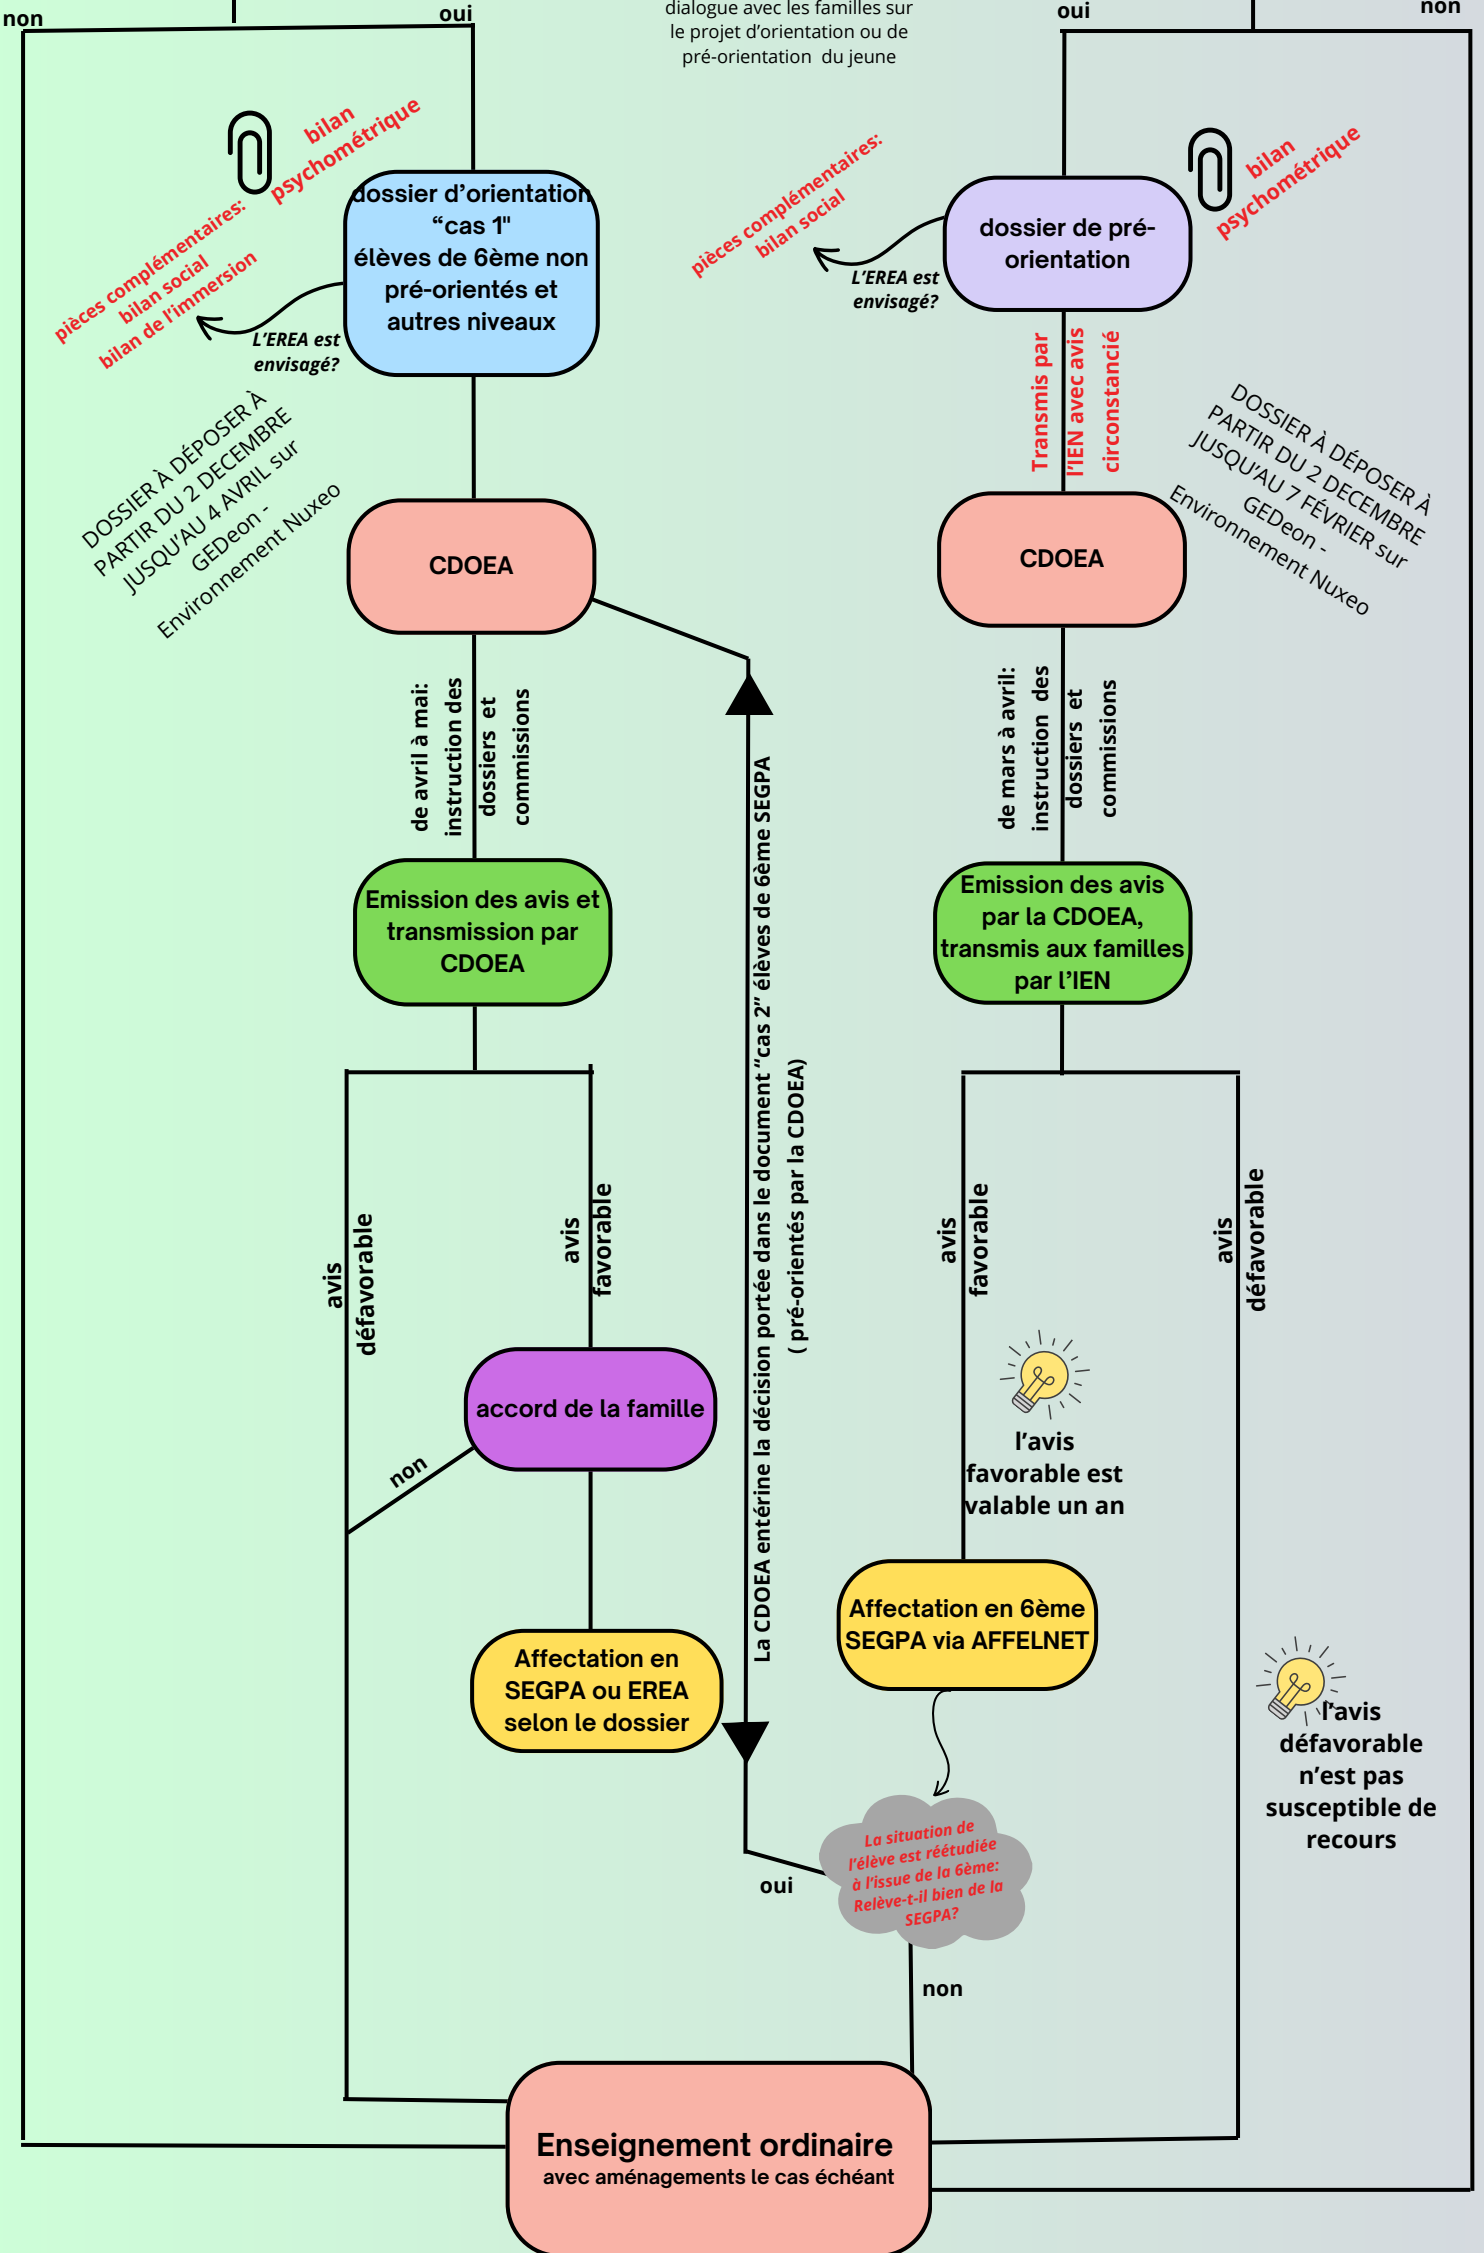 non
oui
dialogue avec les familles sur
le projet d'orientation ou de
pré-orientation du jeune
oui
non
bilan
psychométrique
pièces complémentaires:
bilan social
bilan de l'immersion
dossier d'orientation
“cas 1"
élèves de 6ème non
pré-orientés et
autres niveaux
L'EREA est
envisagé?
pièces complémentaires:
bilan social
L'EREA est
envisagé?
dossier de pré-
orientation
bilan
psychométrique
DOSSIER À DÉPOSER À
PARTIR DU 2 DECEMBRE
JUSQU'AU 4 AVRIL sur
GEDeon -
Environnement Nuxeo
Transmis par
l'IEN avec avis
circonstancié
DOSSIER À DÉPOSER À
PARTIR DU 2 DECEMBRE
JUSQU'AU 7 FÉVRIER sur
GEDeon -
Environnement Nuxeo
CDOEA
CDOEA
de avril à mai:
instruction des
dossiers et
commissions
de mars à avril:
instruction des
dossiers et
commissions
Emission des avis et
transmission par
CDOEA
Emission des avis
par la CDOEA,
transmis aux familles
par l'IEN
La CDOEA entérine la décision portée dans le document “cas 2” élèves de 6ème SEGPA
( pré-orientés par la CDOEA)
avis
défavorable
avis
favorable
avis
favorable
avis
défavorable
accord de la famille
non
l'avis
favorable est
valable un an
Affectation en
SEGPA ou EREA
selon le dossier
Affectation en 6ème
SEGPA via AFFELNET
l'avis
défavorable
n'est pas
susceptible de
recours
La situation de
l'élève est réétudiée
à l'issue de la 6ème:
Relève-t-il bien de la
SEGPA?
oui
non
Enseignement ordinaire
avec aménagements le cas échéant